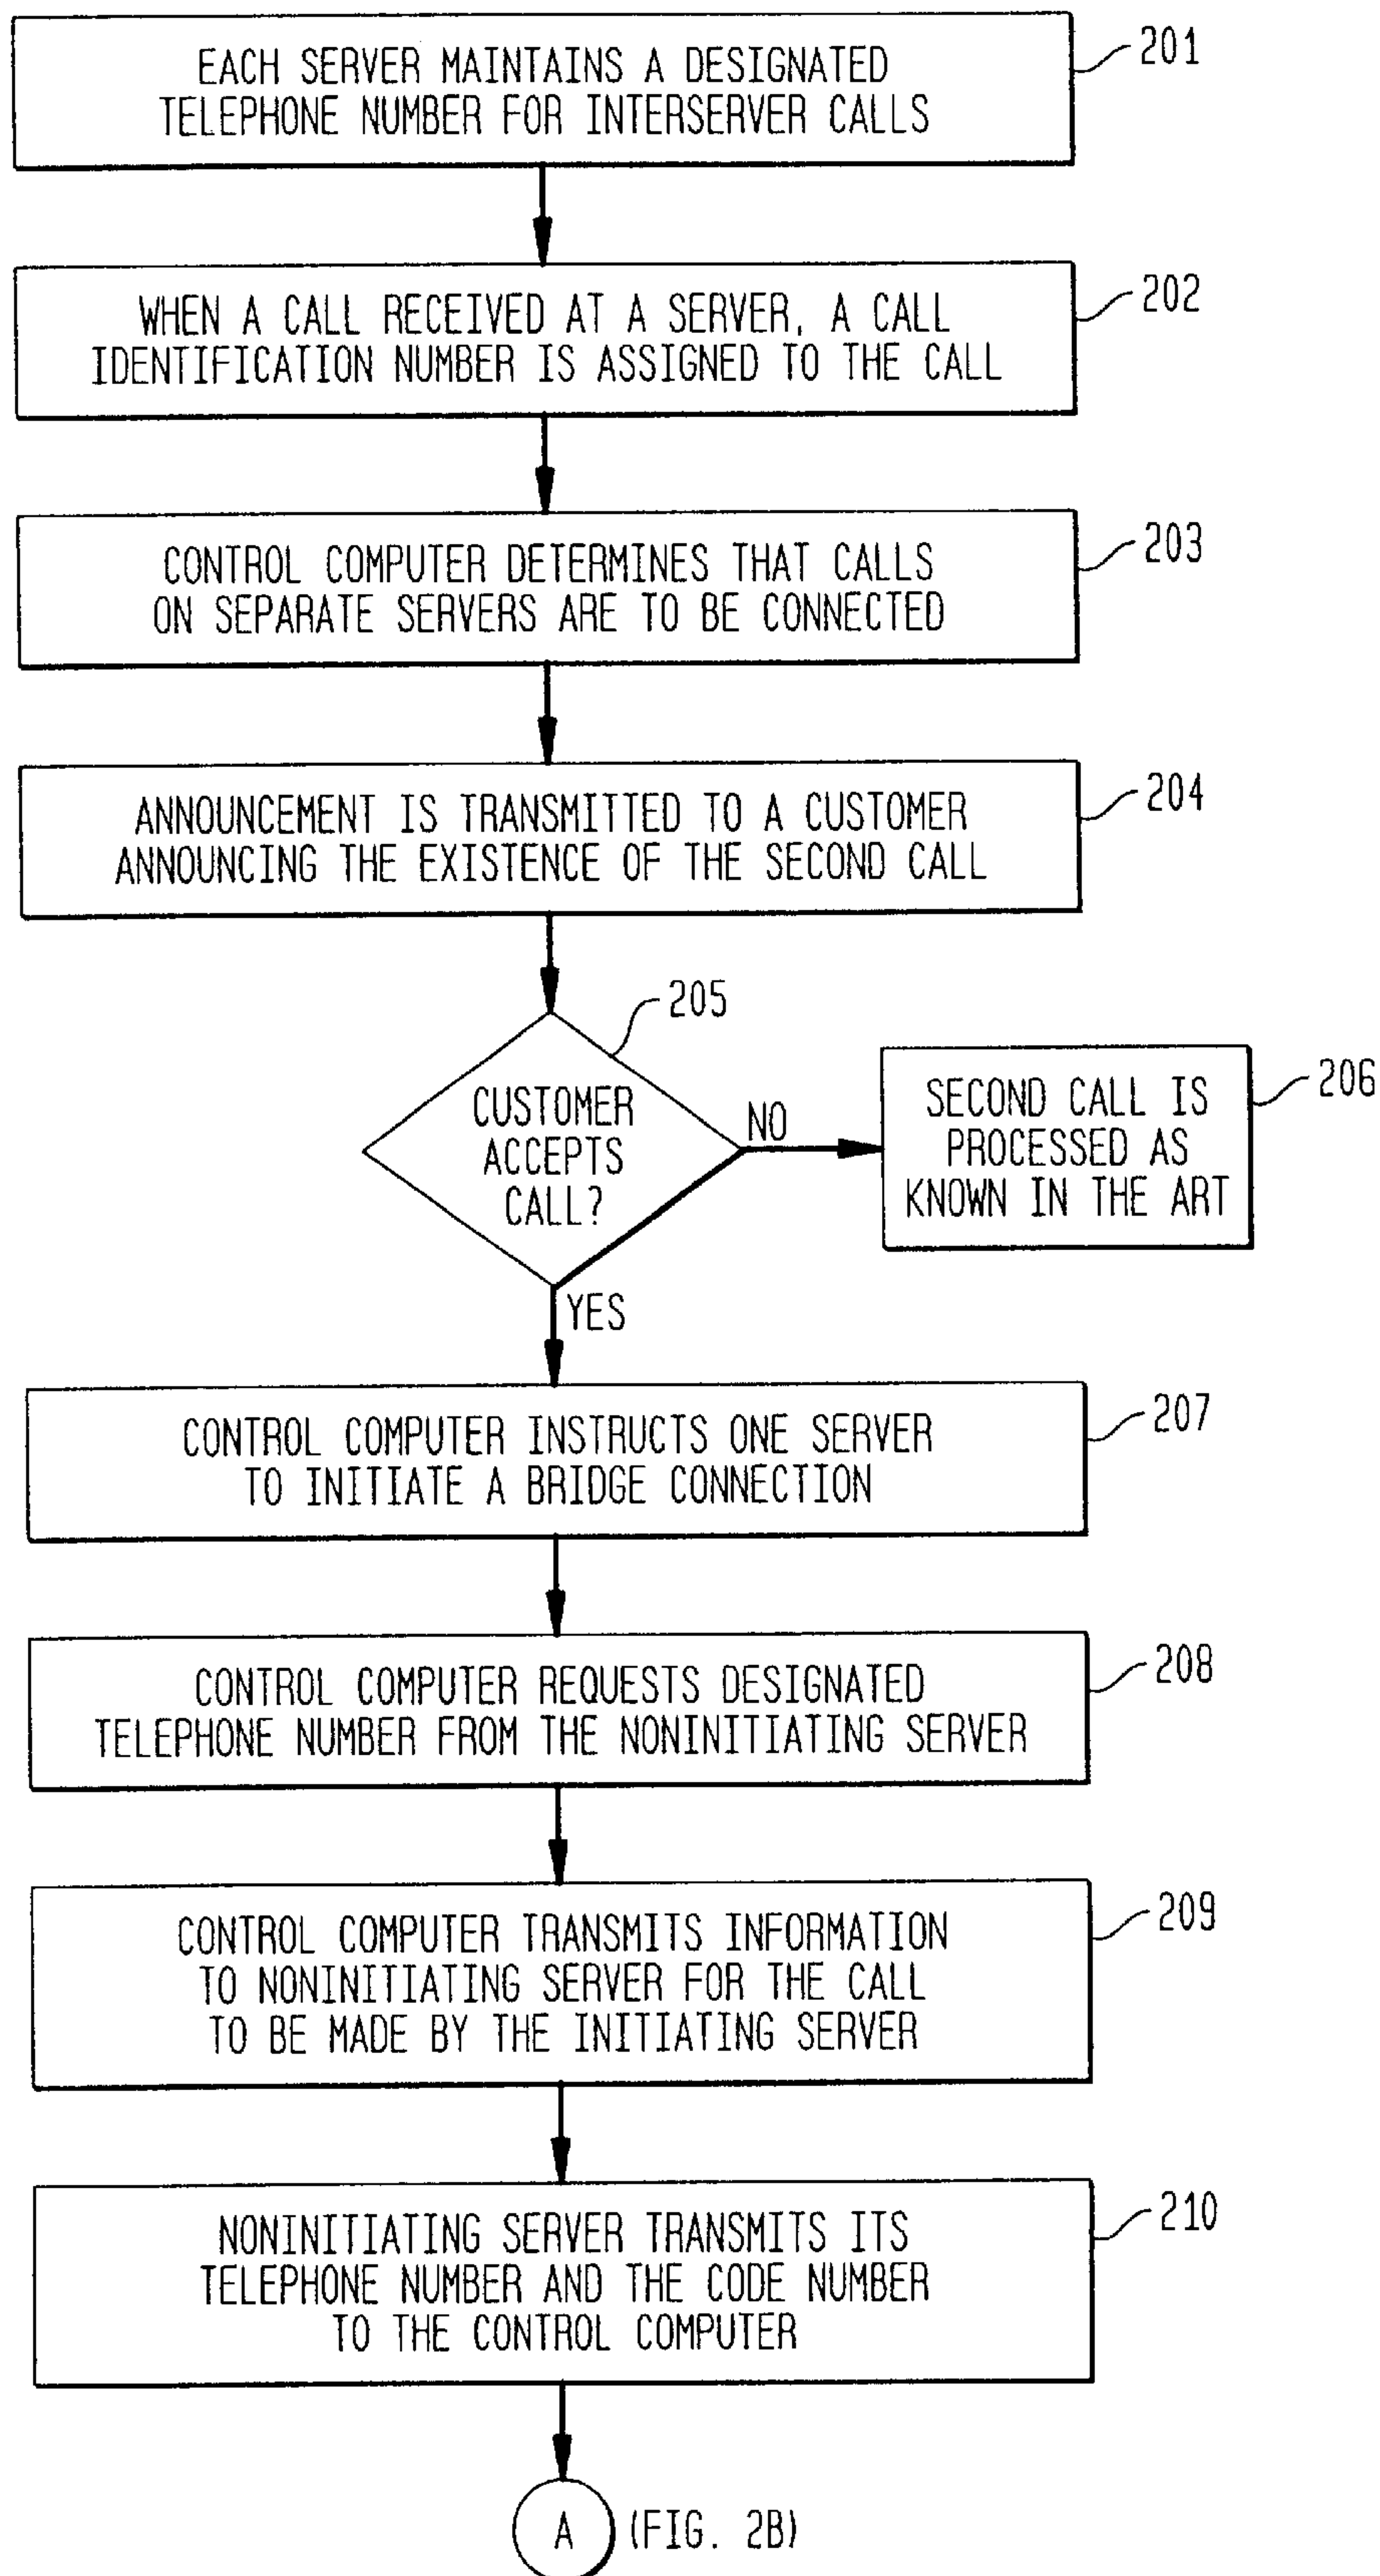 EACH SERVER MAINTAINS A DESIGNATED
TELEPHONE NUMBER FOR INTERSERVER CALLS
201
WHEN A CALL RECEIVED AT A SERVER, A CALL
IDENTIFICATION NUMBER IS ASSIGNED TO THE CALL
202
CONTROL COMPUTER DETERMINES THAT CALLS
ON SEPARATE SERVERS ARE TO BE CONNECTED
203
ANNOUNCEMENT IS TRANSMITTED TO A CUSTOMER
ANNOUNCING THE EXISTENCE OF THE SECOND CALL
204
205
CUSTOMER
ACCEPTS
CALL?
NO
SECOND CALL IS
PROCESSED AS
KNOWN IN THE ART
206
YES
CONTROL COMPUTER INSTRUCTS ONE SERVER
TO INITIATE A BRIDGE CONNECTION
207
CONTROL COMPUTER REQUESTS DESIGNATED
TELEPHONE NUMBER FROM THE NONINITIATING SERVER
208
CONTROL COMPUTER TRANSMITS INFORMATION
TO NONINITIATING SERVER FOR THE CALL
TO BE MADE BY THE INITIATING SERVER
209
NONINITIATING SERVER TRANSMITS ITS
TELEPHONE NUMBER AND THE CODE NUMBER
TO THE CONTROL COMPUTER
210
A (FIG. 2B)